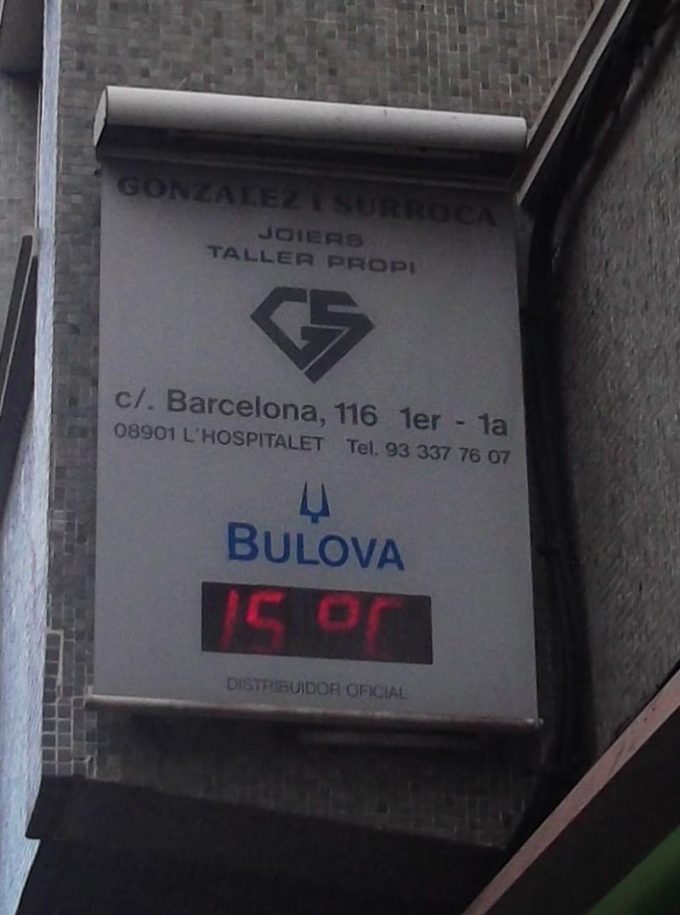 GONZALEZ i SURROCA
JOIERS
TALLER PROPI
GS
c/. Barcelona, 116 1er - 1a
08901 L'HOSPITALET Tel. 93 337 76 07
BULOVA
15 ºC
DISTRIBUIDOR OFICIAL